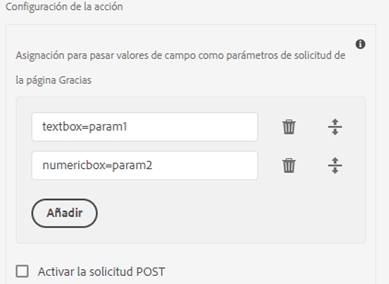 Configuración de la acción
Asignación para pasar valores de campo como parámetros de solicitud de
la página Gracias
textbox=param1
numericbox=param2
Añadir
Activar la solicitud POST